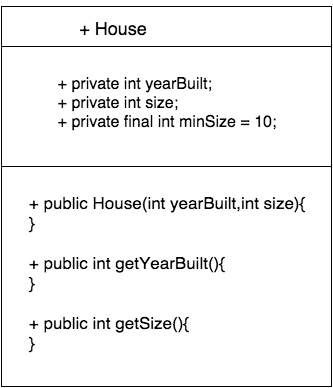 + House
+ private int yearBuilt;
+ private int size;
+ private final int minSize = 10;
+ public House(int yearBuilt,int size){
}
+ public int getYearBuilt(){
}
+ public int getSize(){
}